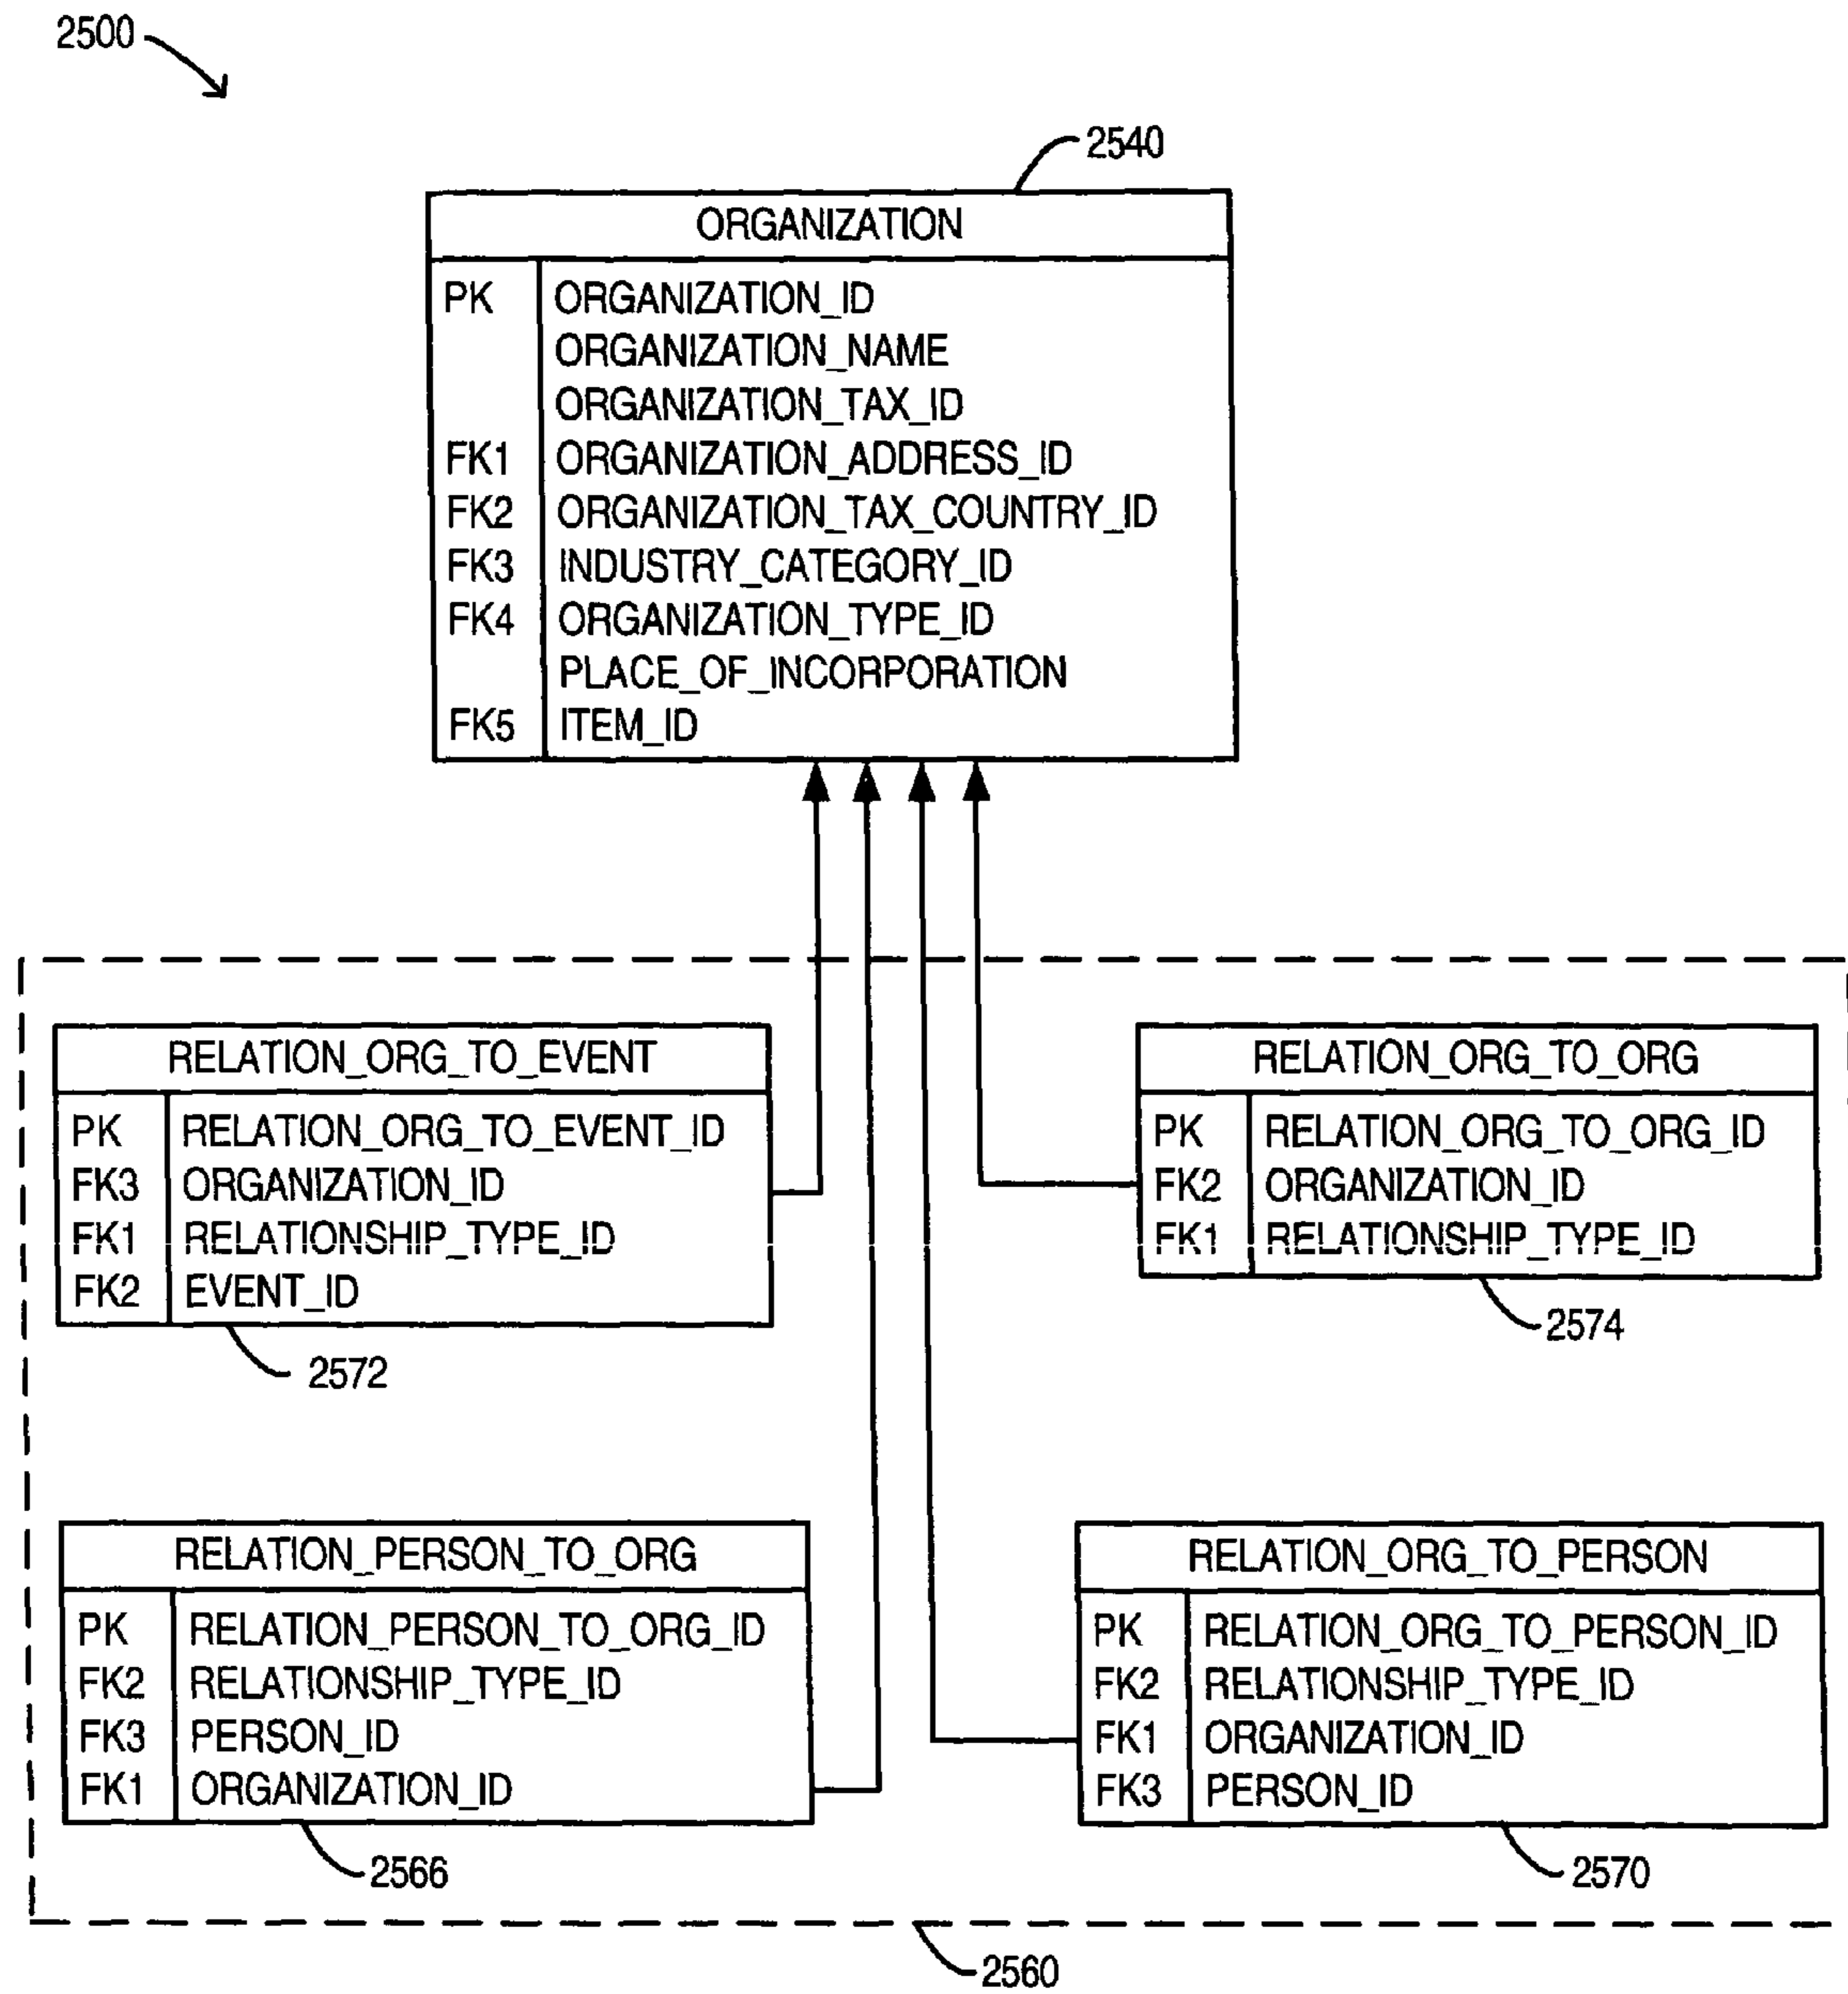 2500
2540
ORGANIZATION
PK ORGANIZATION_ID
ORGANIZATION_NAME
ORGANIZATION_TAX_ID
FK1 ORGANIZATION_ADDRESS_ID
FK2 ORGANIZATION_TAX_COUNTRY_ID
FK3 INDUSTRY_CATEGORY_ID
FK4 ORGANIZATION_TYPE_ID
PLACE_OF_INCORPORATION
FK5 ITEM_ID
RELATION_ORG_TO_EVENT
PK RELATION_ORG_TO_EVENT_ID
FK3 ORGANIZATION_ID
FK1 RELATIONSHIP_TYPE_ID
FK2 EVENT_ID
2572
RELATION_ORG_TO_ORG
PK RELATION_ORG_TO_ORG_ID
FK2 ORGANIZATION_ID
FK1 RELATIONSHIP_TYPE_ID
2574
RELATION_PERSON_TO_ORG
PK RELATION_PERSON_TO_ORG_ID
FK2 RELATIONSHIP_TYPE_ID
FK3 PERSON_ID
FK1 ORGANIZATION_ID
2566
RELATION_ORG_TO_PERSON
PK RELATION_ORG_TO_PERSON_ID
FK2 RELATIONSHIP_TYPE_ID
FK1 ORGANIZATION_ID
FK3 PERSON_ID
2570
2560